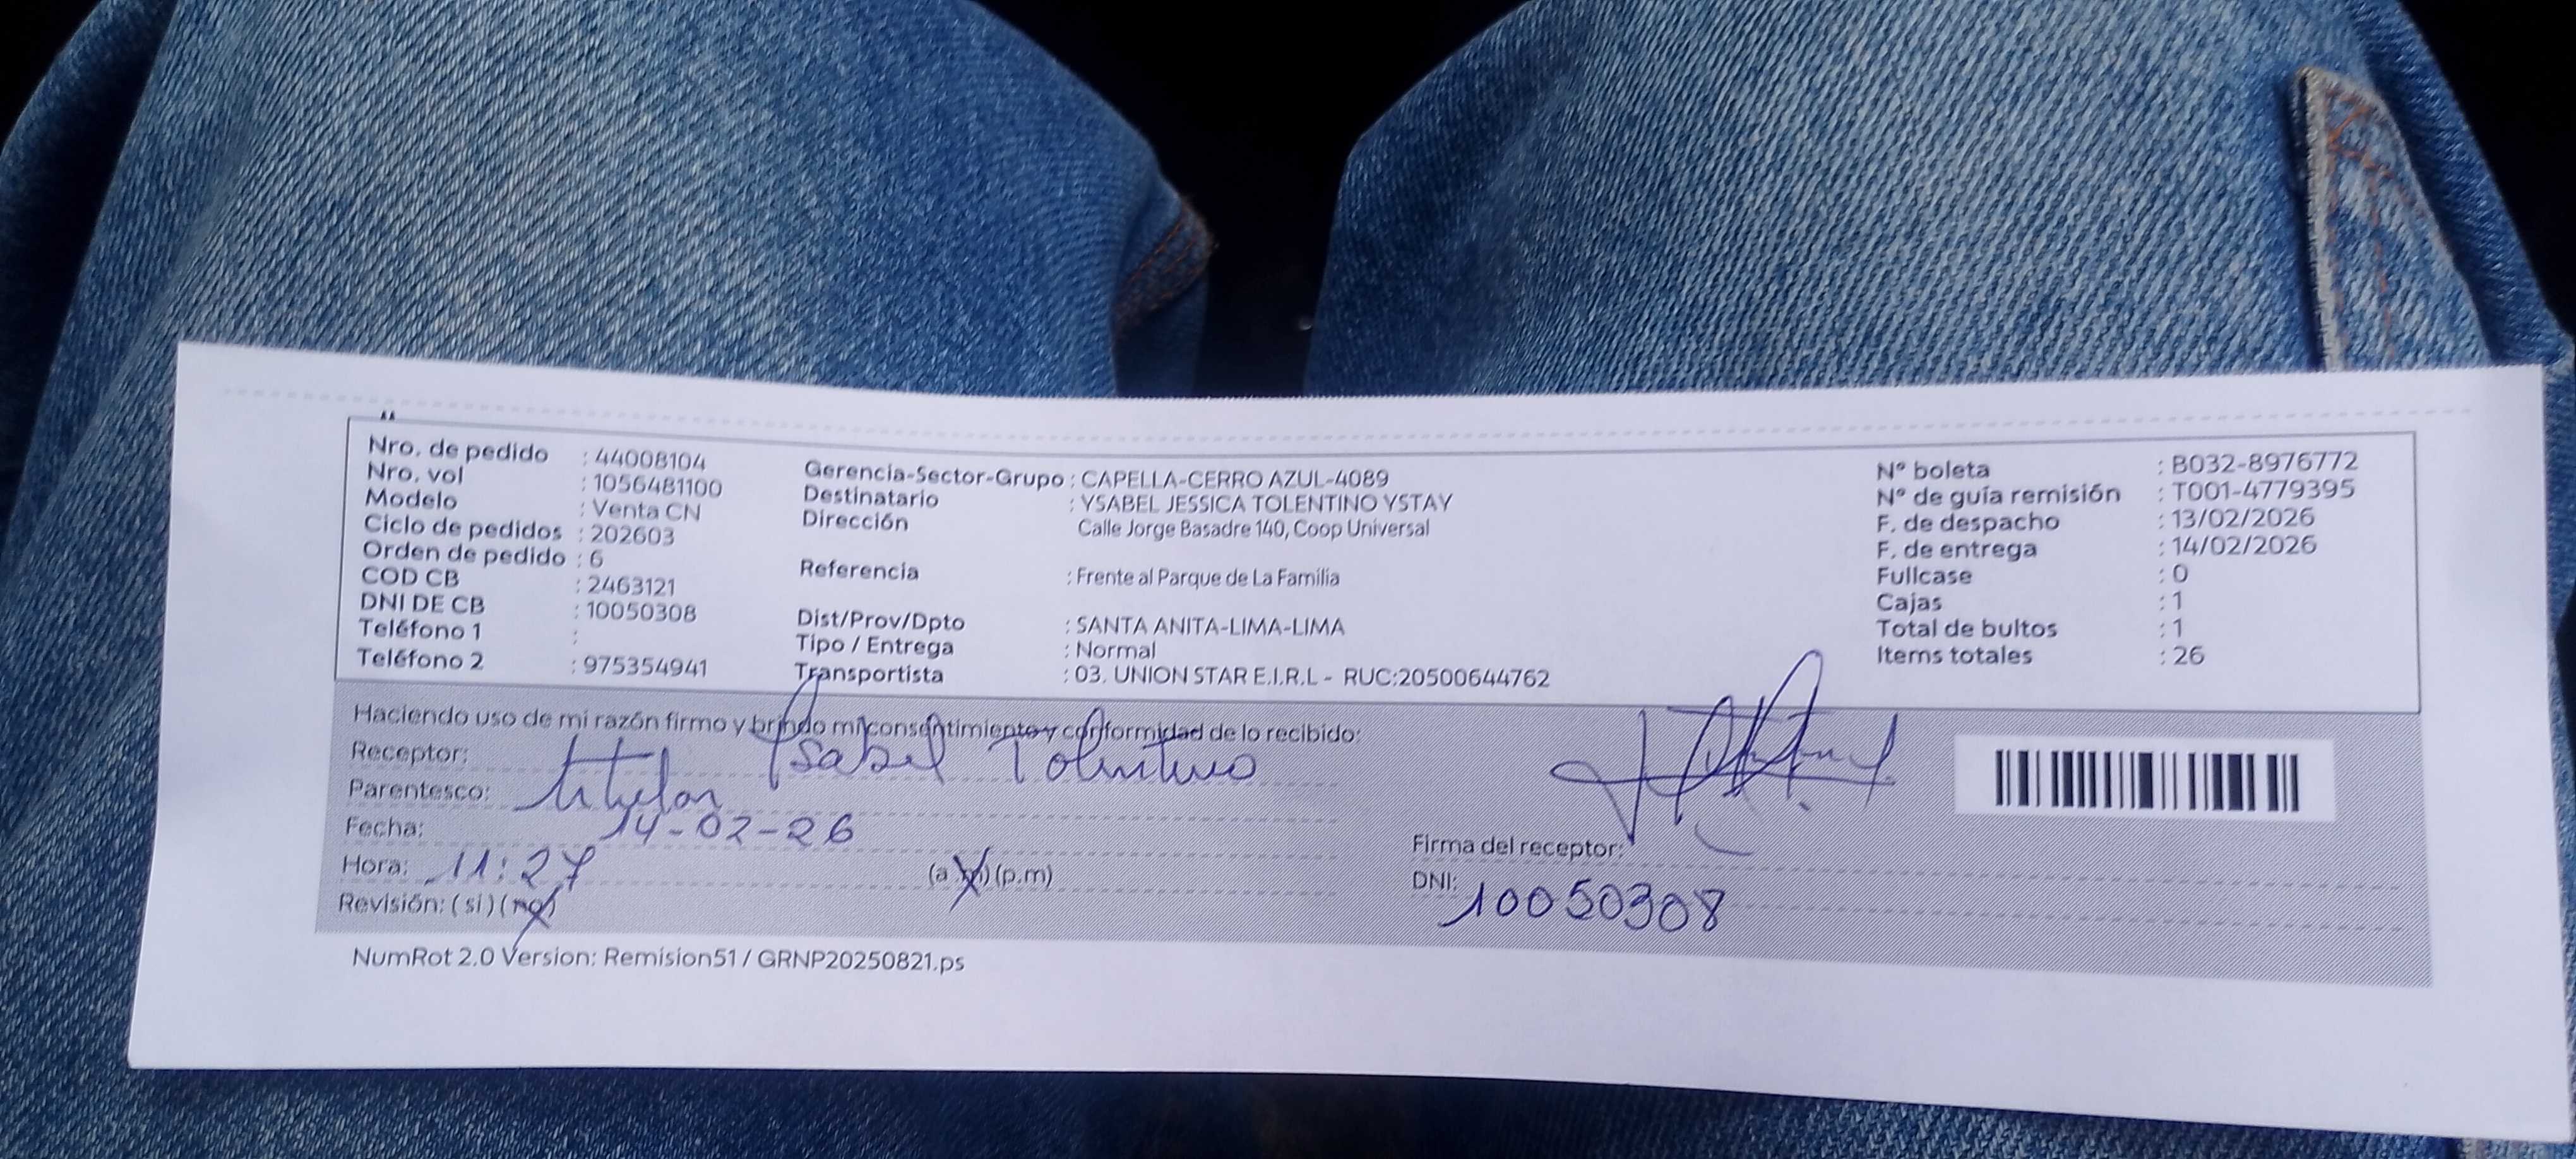 Nro. de pedido : 44008104
Nro. vol : 1056481100
Modelo : Venta CN
Ciclo de pedidos : 202603
Orden de pedido : 6
COD CB : 2463121
DNI DE CB : 10050308
Teléfono 1 :
Teléfono 2 : 975354941
Gerencia-Sector-Grupo : CAPELLA-CERRO AZUL-4089
Destinatario : YSABEL JESSICA TOLENTINO YSTAY
Dirección Calle Jorge Basadre 140, Coop Universal
Referencia : Frente al Parque de La Familia
Dist/Prov/Dpto : SANTA ANITA-LIMA-LIMA
Tipo / Entrega : Normal
Transportista : 03. UNION STAR E.I.R.L - RUC:20500644762
N° boleta : B032-8976772
N° de guía remisión : T001-4779395
F. de despacho : 13/02/2026
F. de entrega : 14/02/2026
Fullcase : 0
Cajas : 1
Total de bultos : 1
Items totales : 26
Haciendo uso de mi razón firmo y brindo mi consentimiento y conformidad de lo recibido:
Receptor: Ysabel Tolentino
Parentesco: titular
Fecha: 14-02-26
Hora: 11:27 (a.m) (p.m)
Revisión: (si) (no)
Firma del receptor:
DNI: 10050308
NumRot 2.0 Version: Remision51 / GRNP20250821.ps